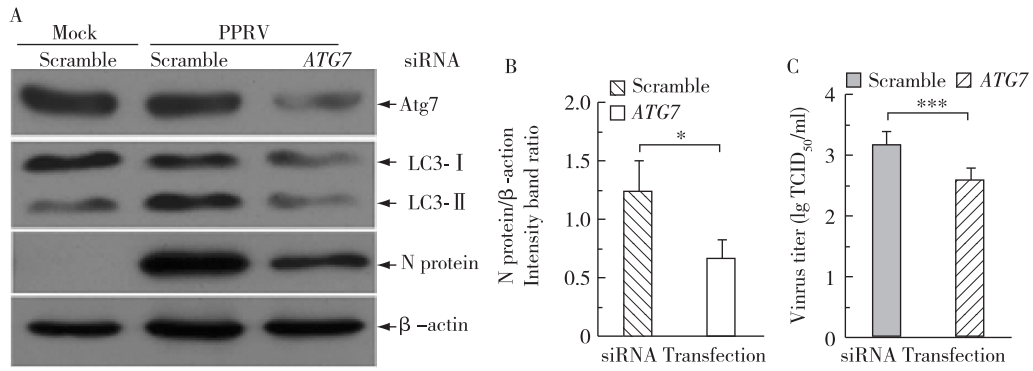 A
Mock PPRV
Scramble Scramble ATG7 siRNA
Atg7
LC3-Ⅰ
LC3-Ⅱ
N protein
β-actin
B
Scramble
ATG7
N protein/β-action
Intensity band ratio
2.0
1.5
1.0
0.5
0
*
siRNA Transfection
C
Scramble ATG7
Vinrus titer (lg TCID50/ml)
4
3
2
1
0
***
siRNA Transfection